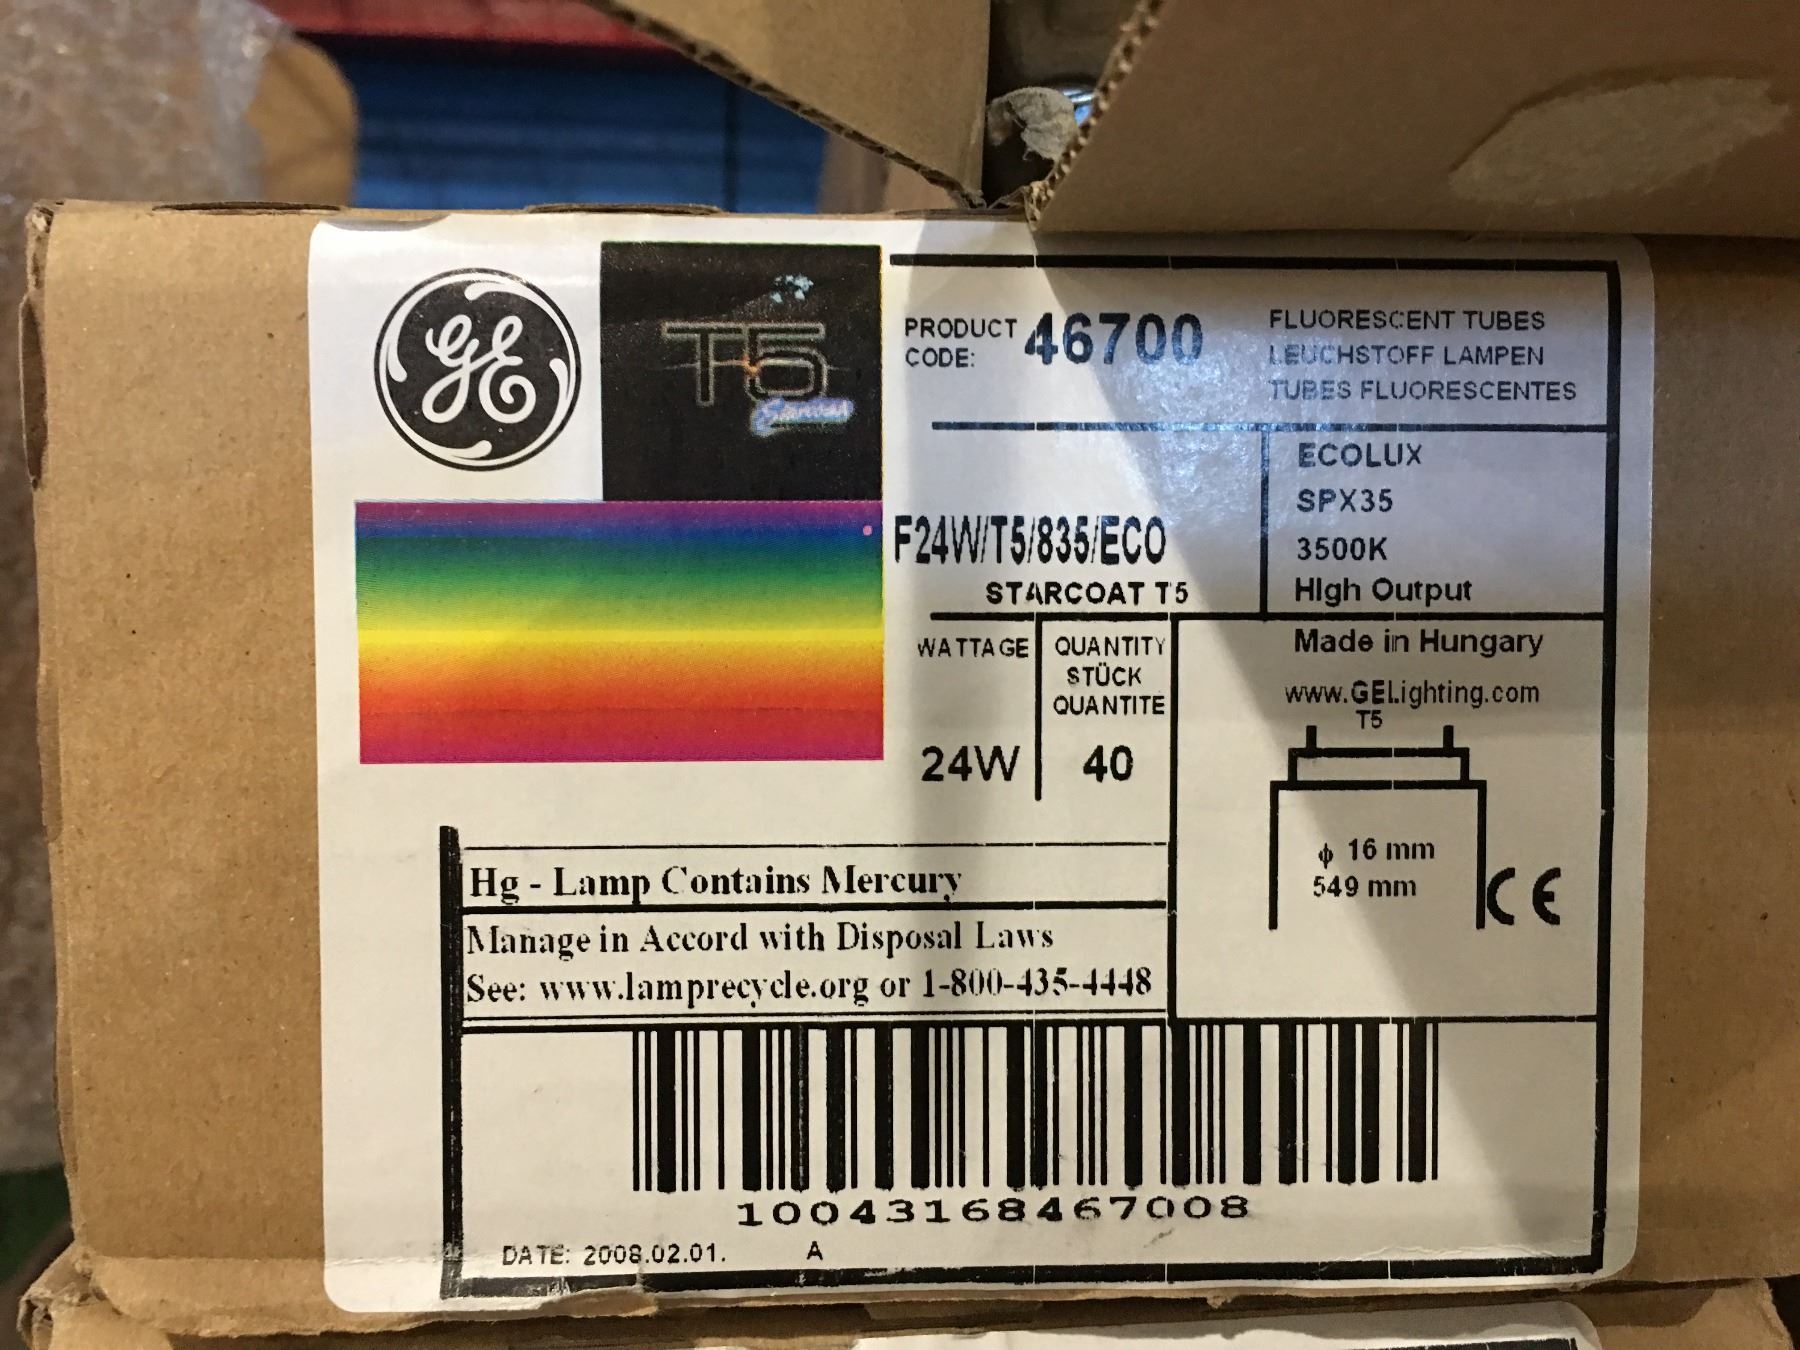 GE
T5
Starcoat
PRODUCT CODE: 46700
FLUORESCENT TUBES
LEUCHSTOFF LAMPEN
TUBES FLUORESCENTES
F24W/T5/835/ECO
STARCOAT T5
ECOLUX
SPX35
3500K
HIgh Output
WATTAGE
24W
QUANTITY
STÜCK
QUANTITE
40
Made in Hungary
www.GELighting.com
T5
ϕ 16 mm
549 mm
CE
Hg - Lamp Contains Mercury
Manage in Accord with Disposal Laws
See: www.lamprecycle.org or 1-800-435-4448
10043168467008
DATE: 2008.02.01. A